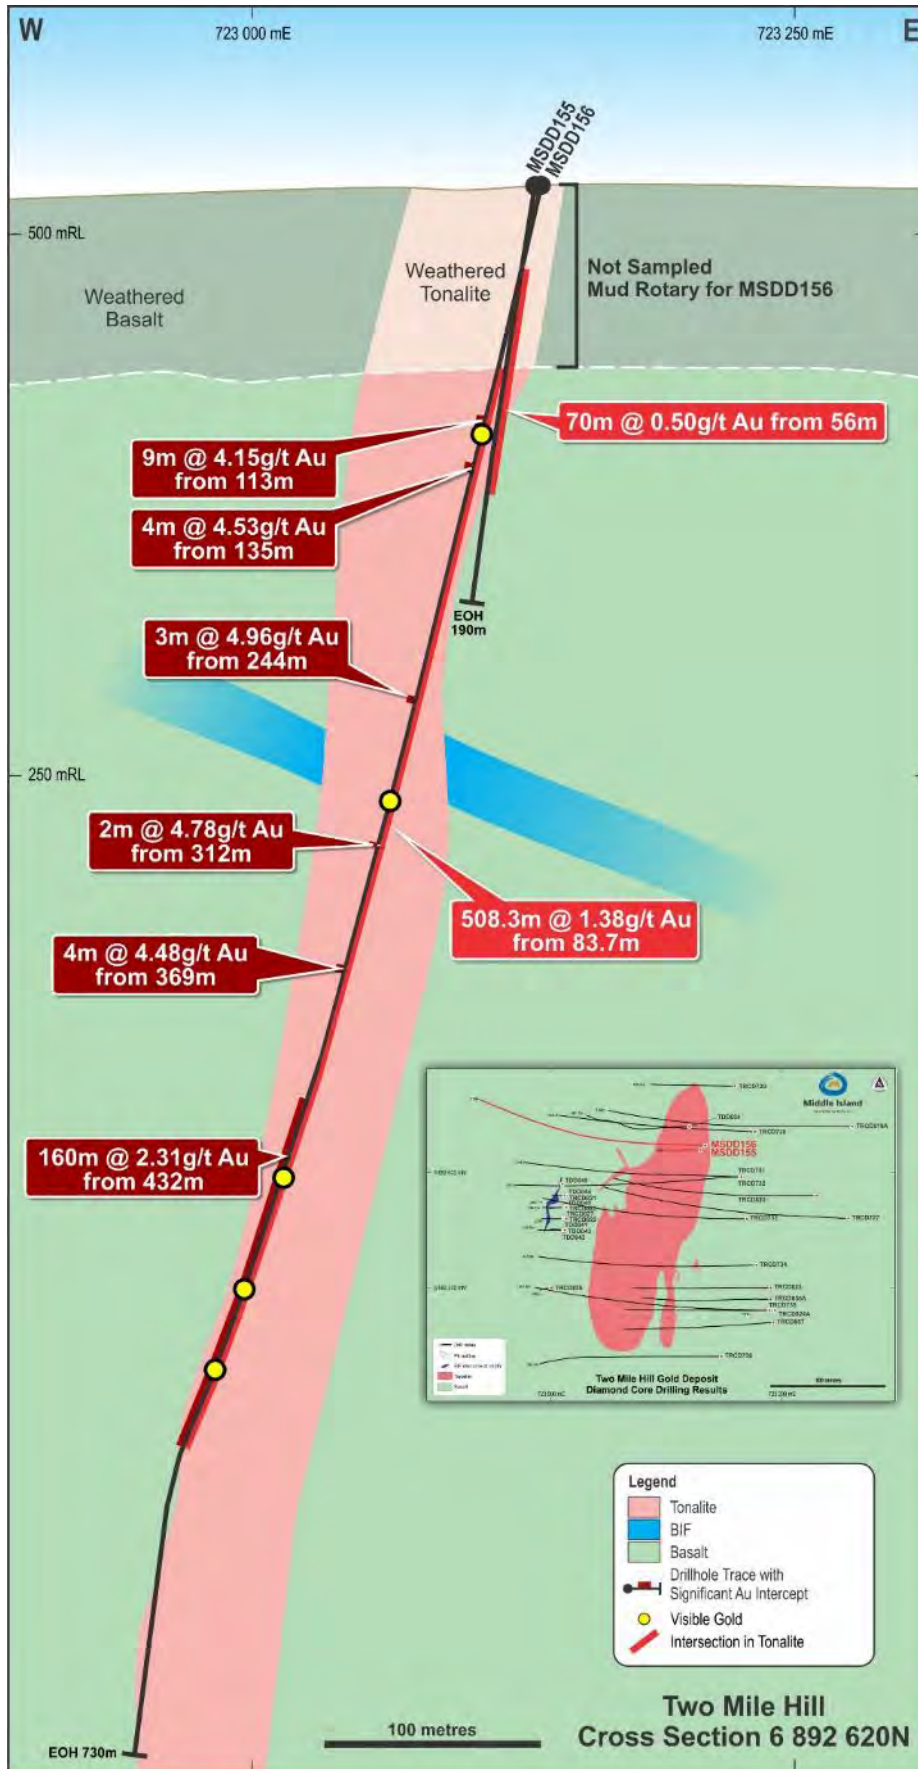 W
723 000 mE
723 250 mE
E
MSDD155
MSDD156
500 mRL
Weathered
Basalt
Weathered
Tonalite
Not Sampled
Mud Rotary for MSDD156
70m @ 0.50g/t Au from 56m
9m @ 4.15g/t Au
from 113m
4m @ 4.53g/t Au
from 135m
EOH
190m
3m @ 4.96g/t Au
from 244m
250 mRL
2m @ 4.78g/t Au
from 312m
508.3m @ 1.38g/t Au
from 83.7m
4m @ 4.48g/t Au
from 369m
160m @ 2.31g/t Au
from 432m
Middle Island
MSDD156
MSDD155
Two Mile Hill Gold Deposit
Diamond Core Drilling Results
Legend
Tonalite
BIF
Basalt
Drillhole Trace with
Significant Au Intercept
Visible Gold
Intersection in Tonalite
Two Mile Hill
Cross Section 6 892 620N
100 metres
EOH 730m